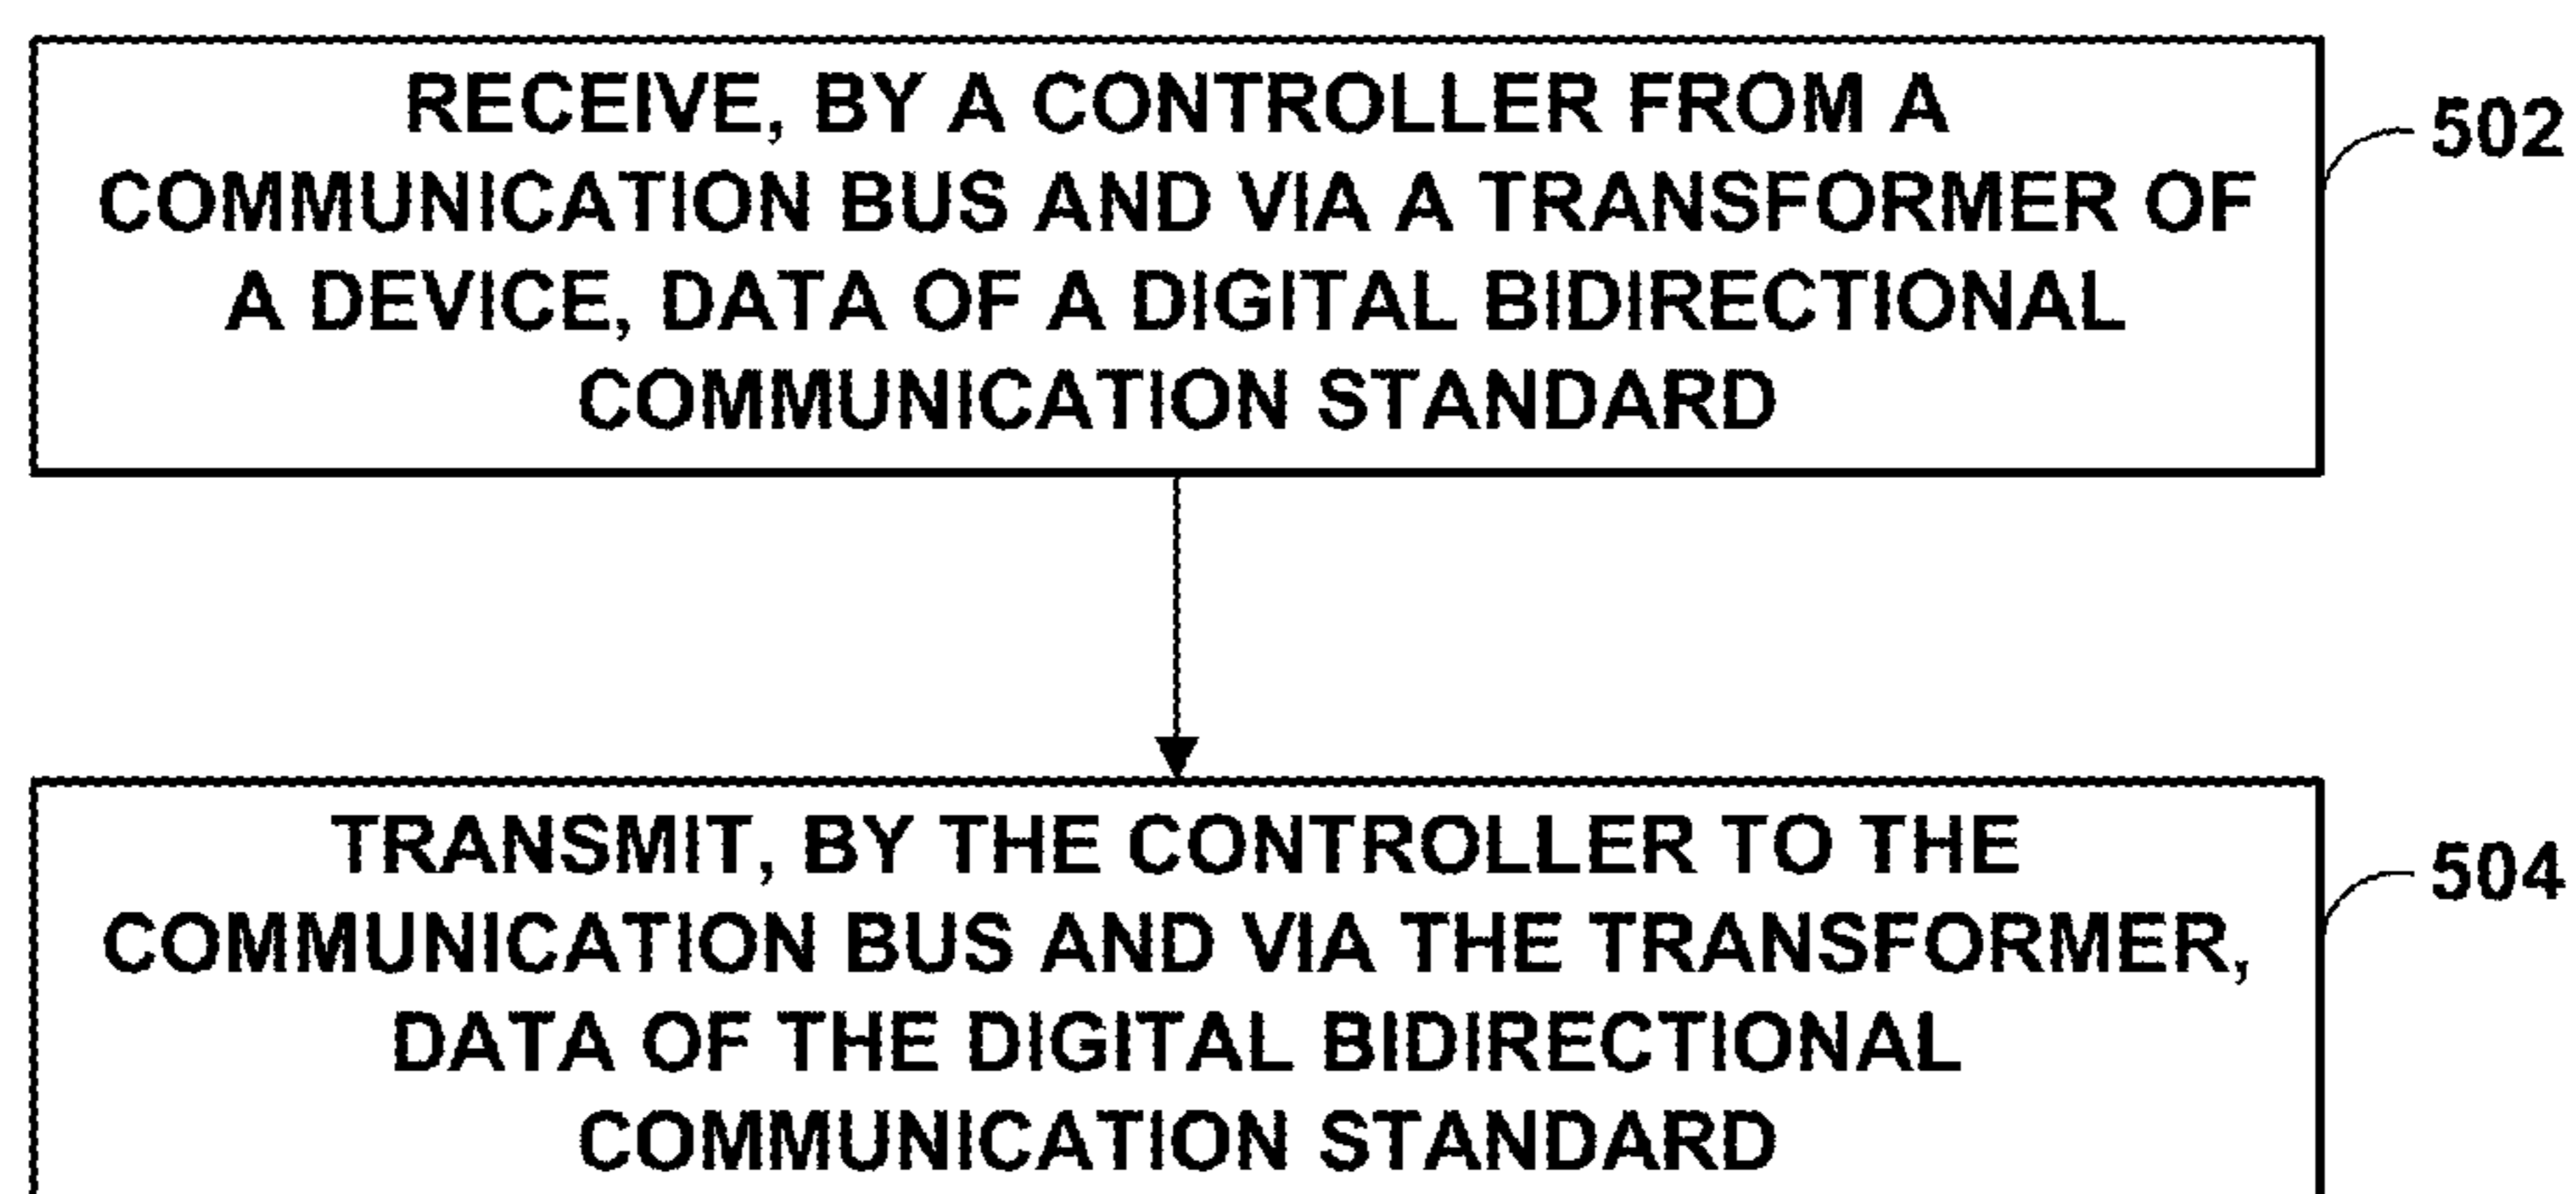 RECEIVE, BY A CONTROLLER FROM A
COMMUNICATION BUS AND VIA A TRANSFORMER OF
A DEVICE, DATA OF A DIGITAL BIDIRECTIONAL
COMMUNICATION STANDARD
502
TRANSMIT, BY THE CONTROLLER TO THE
COMMUNICATION BUS AND VIA THE TRANSFORMER,
DATA OF THE DIGITAL BIDIRECTIONAL
COMMUNICATION STANDARD
504